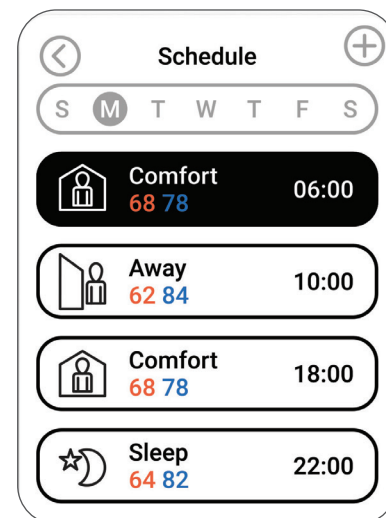 Schedule
S M T W T F S
Comfort
68 78
06:00
Away
62 84
10:00
Comfort
68 78
18:00
Sleep
64 82
22:00